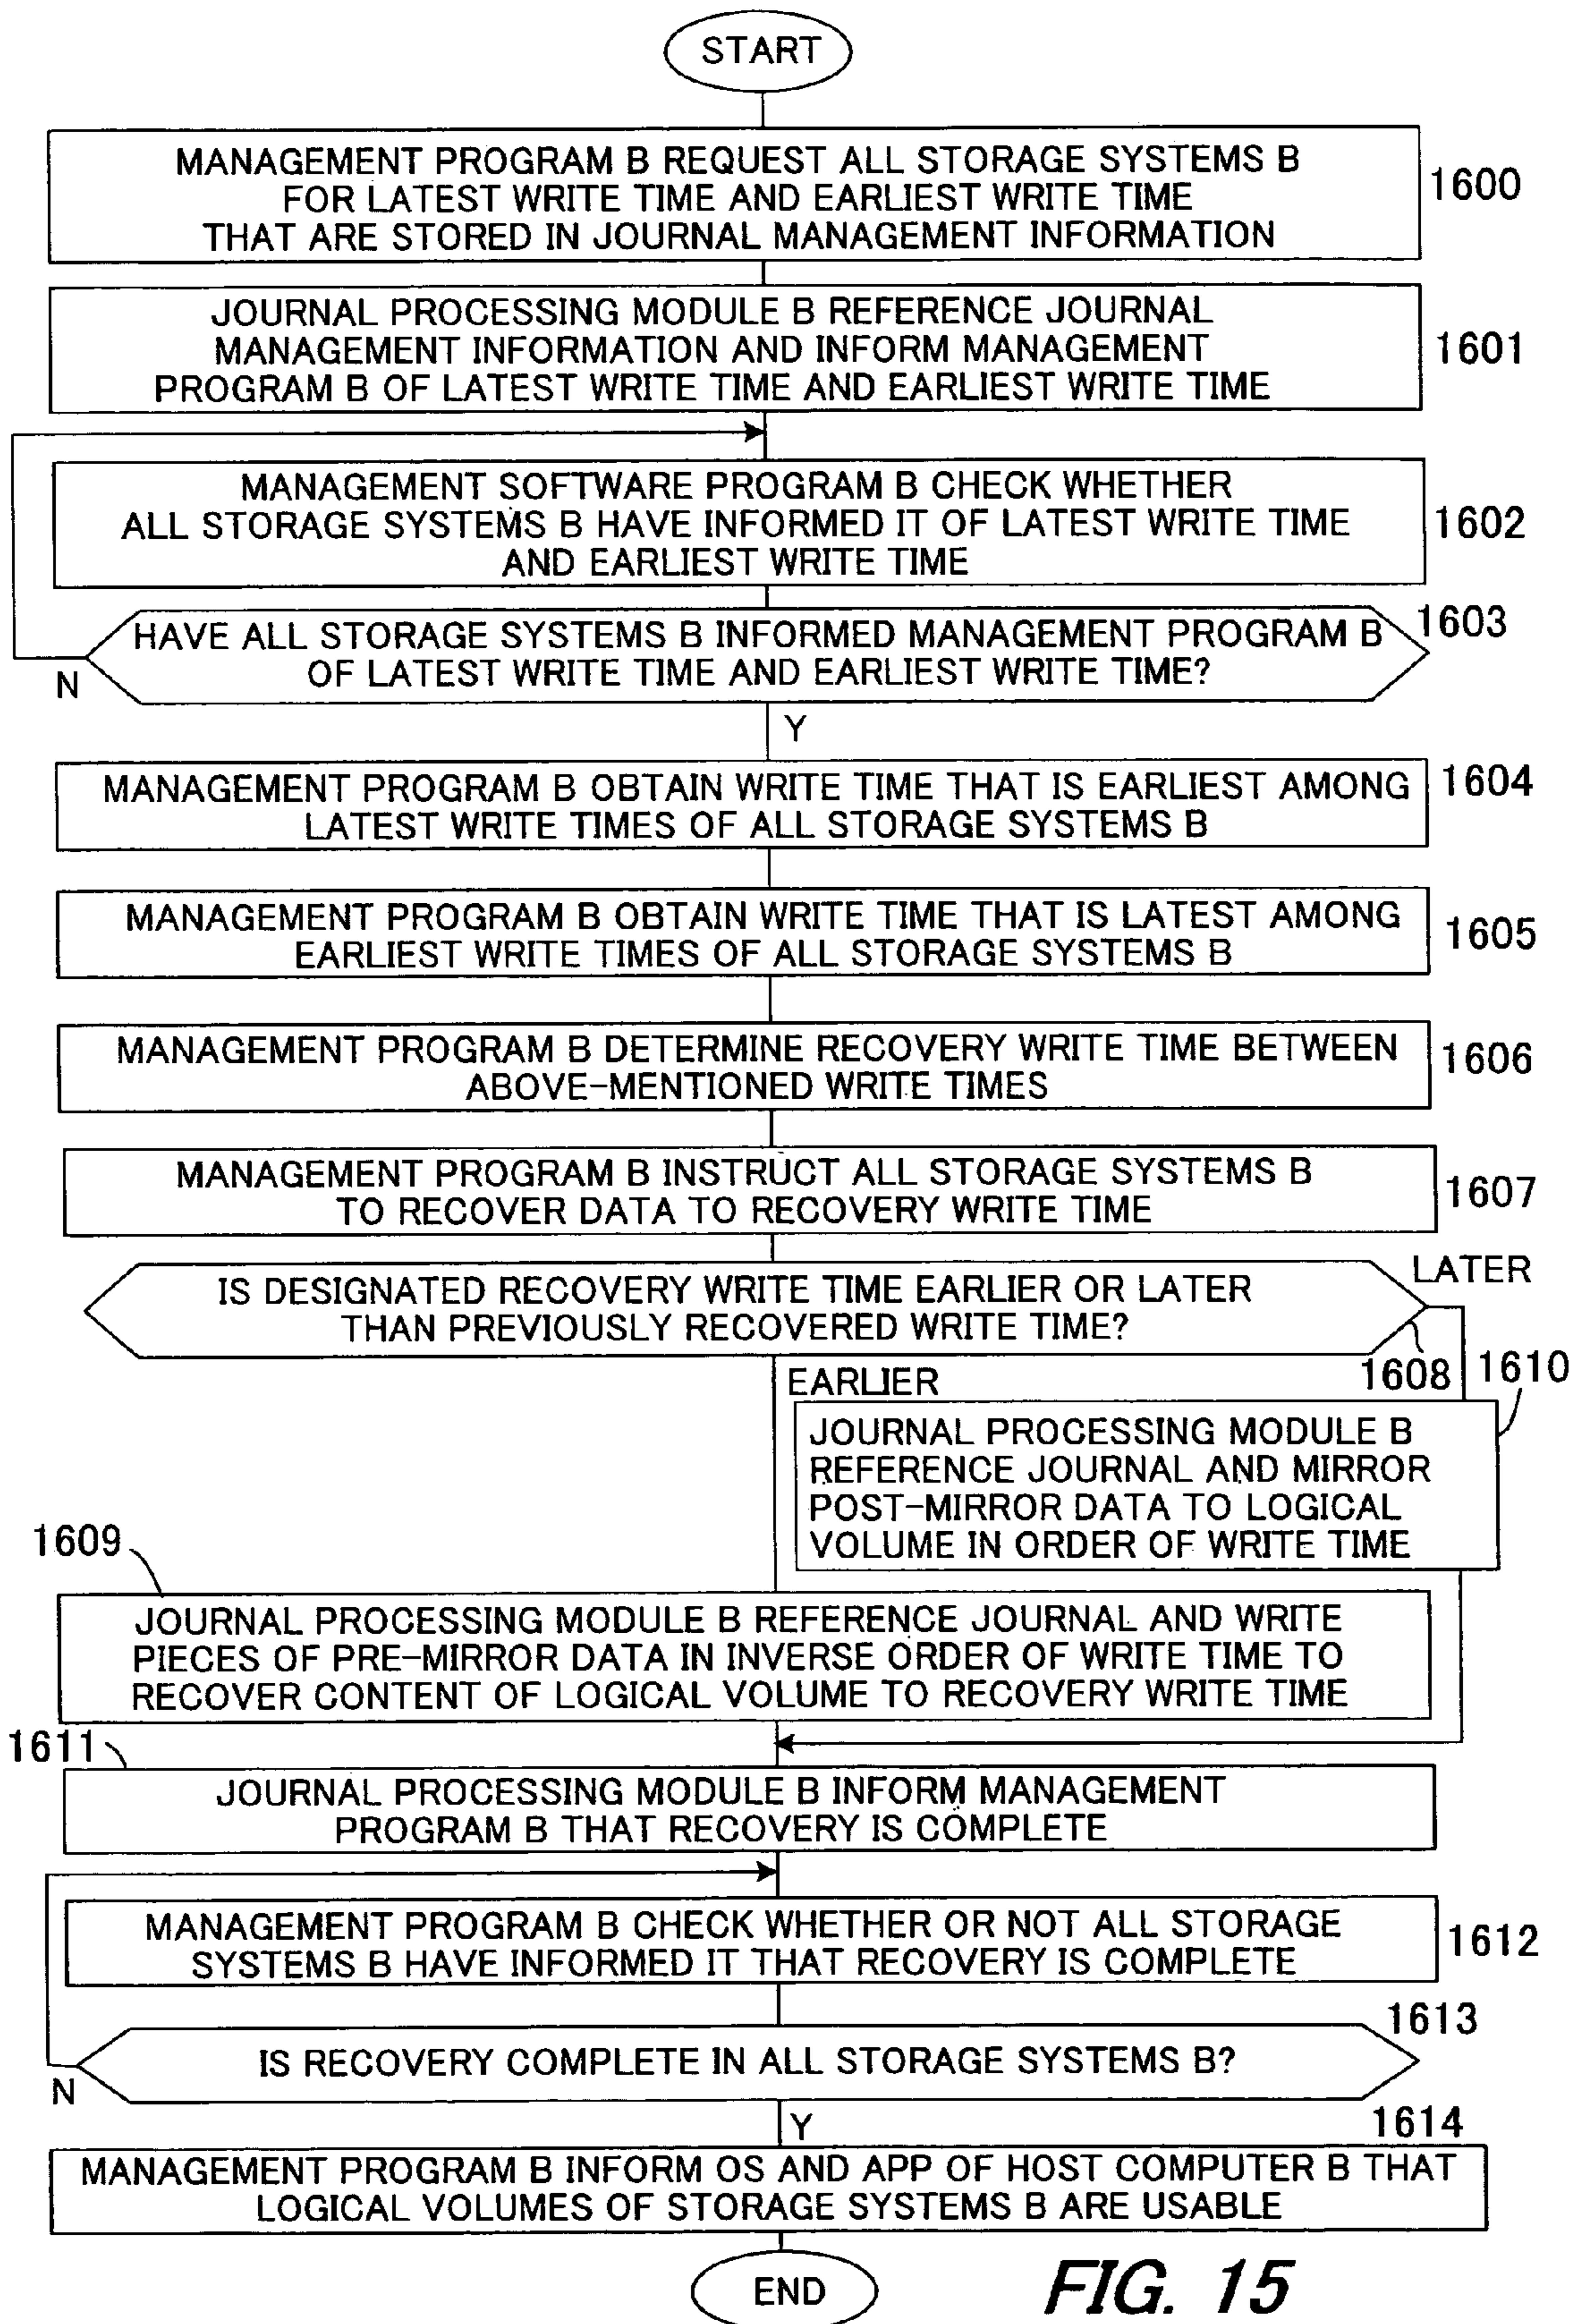 START
MANAGEMENT PROGRAM B REQUEST ALL STORAGE SYSTEMS B
FOR LATEST WRITE TIME AND EARLIEST WRITE TIME
THAT ARE STORED IN JOURNAL MANAGEMENT INFORMATION
1600
JOURNAL PROCESSING MODULE B REFERENCE JOURNAL
MANAGEMENT INFORMATION AND INFORM MANAGEMENT
PROGRAM B OF LATEST WRITE TIME AND EARLIEST WRITE TIME
1601
MANAGEMENT SOFTWARE PROGRAM B CHECK WHETHER
ALL STORAGE SYSTEMS B HAVE INFORMED IT OF LATEST WRITE TIME
AND EARLIEST WRITE TIME
1602
HAVE ALL STORAGE SYSTEMS B INFORMED MANAGEMENT PROGRAM B
OF LATEST WRITE TIME AND EARLIEST WRITE TIME?
1603
N
Y
MANAGEMENT PROGRAM B OBTAIN WRITE TIME THAT IS EARLIEST AMONG
LATEST WRITE TIMES OF ALL STORAGE SYSTEMS B
1604
MANAGEMENT PROGRAM B OBTAIN WRITE TIME THAT IS LATEST AMONG
EARLIEST WRITE TIMES OF ALL STORAGE SYSTEMS B
1605
MANAGEMENT PROGRAM B DETERMINE RECOVERY WRITE TIME BETWEEN
ABOVE-MENTIONED WRITE TIMES
1606
MANAGEMENT PROGRAM B INSTRUCT ALL STORAGE SYSTEMS B
TO RECOVER DATA TO RECOVERY WRITE TIME
1607
IS DESIGNATED RECOVERY WRITE TIME EARLIER OR LATER
THAN PREVIOUSLY RECOVERED WRITE TIME?
LATER
1608
EARLIER
1610
JOURNAL PROCESSING MODULE B
REFERENCE JOURNAL AND MIRROR
POST-MIRROR DATA TO LOGICAL
VOLUME IN ORDER OF WRITE TIME
1609
JOURNAL PROCESSING MODULE B REFERENCE JOURNAL AND WRITE
PIECES OF PRE-MIRROR DATA IN INVERSE ORDER OF WRITE TIME TO
RECOVER CONTENT OF LOGICAL VOLUME TO RECOVERY WRITE TIME
1611
JOURNAL PROCESSING MODULE B INFORM MANAGEMENT
PROGRAM B THAT RECOVERY IS COMPLETE
MANAGEMENT PROGRAM B CHECK WHETHER OR NOT ALL STORAGE
SYSTEMS B HAVE INFORMED IT THAT RECOVERY IS COMPLETE
1612
1613
IS RECOVERY COMPLETE IN ALL STORAGE SYSTEMS B?
N
Y
1614
MANAGEMENT PROGRAM B INFORM OS AND APP OF HOST COMPUTER B THAT
LOGICAL VOLUMES OF STORAGE SYSTEMS B ARE USABLE
END
FIG. 15